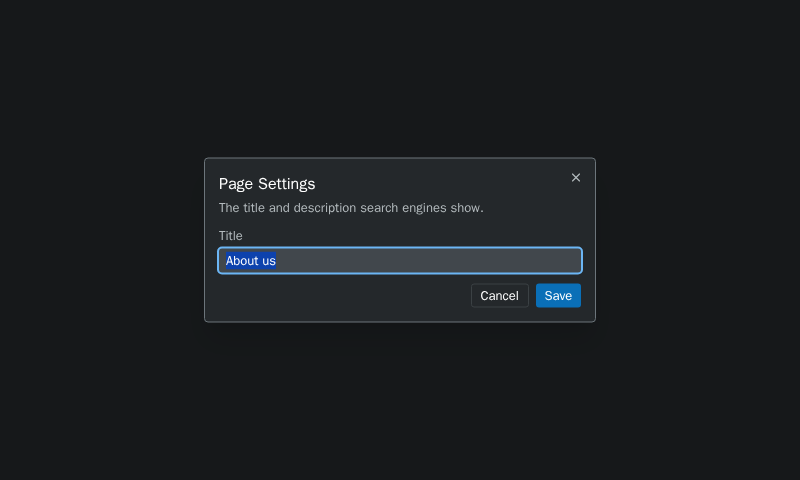 Page Settings
The title and description search engines show.
Title
About us
Cancel
Save